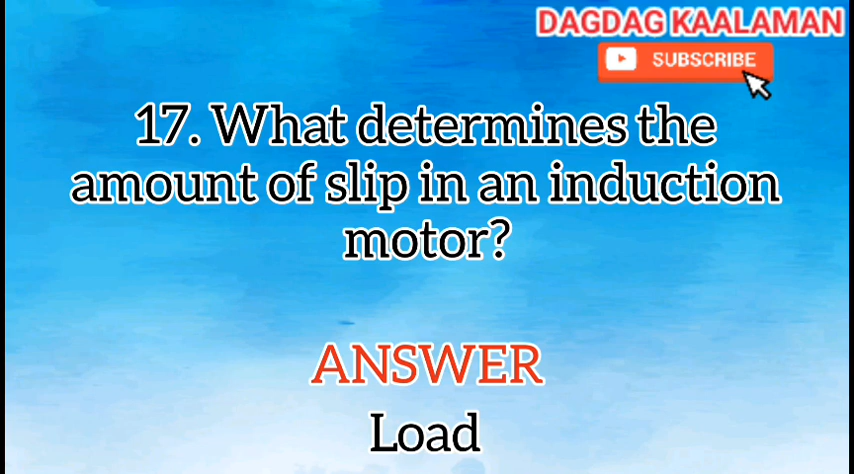 DAGDAG KAALAMAN
SUBSCRIBE
17. What determines the
amount of slip in an induction
motor?
ANSWER
Load